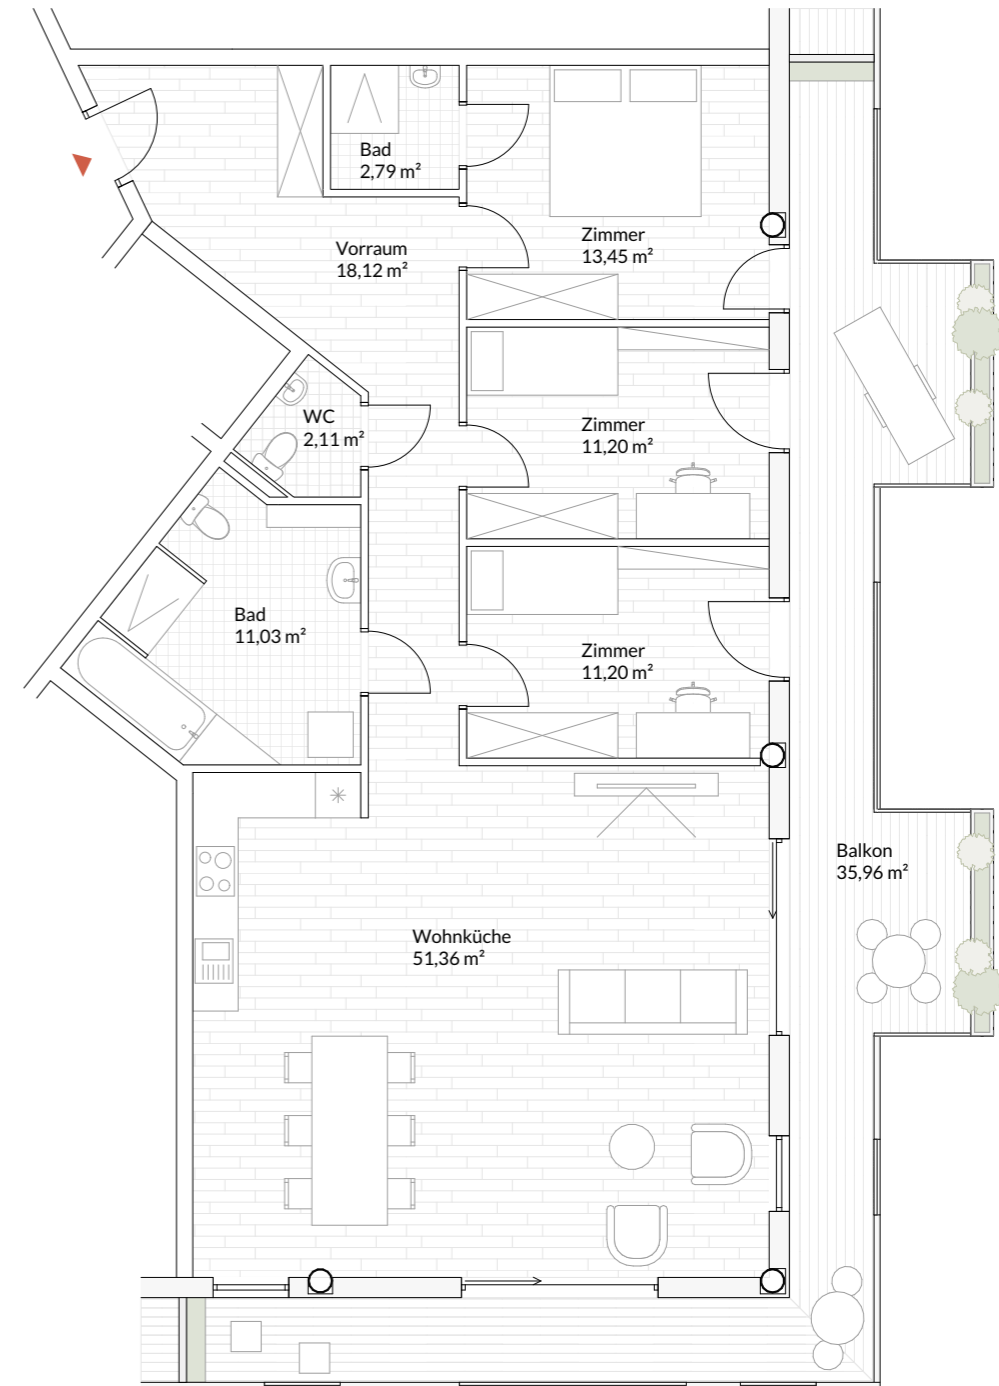 Bad
2,79 m²
Vorraum
18,12 m²
Zimmer
13,45 m²
WC
2,11 m²
Zimmer
11,20 m²
Bad
11,03 m²
Zimmer
11,20 m²
Balkon
35,96 m²
Wohnküche
51,36 m²